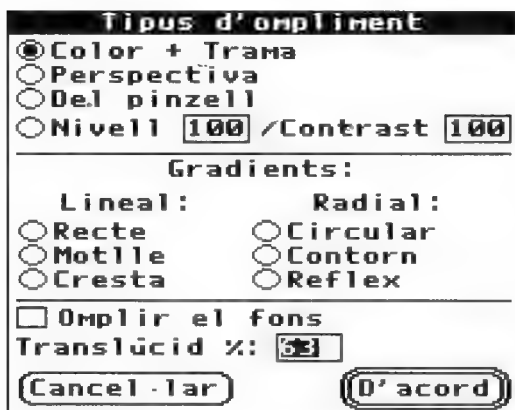 Tipus d'ompliment
Color + Trama
Perspectiva
Del pinzell
Nivell 100 /Contrast 100
Gradients:
Lineal: Radial:
Recte Circular
Motlle Contorn
Cresta Reflex
Omplir el fons
Translúcid %:
Cancel·lar D'acord